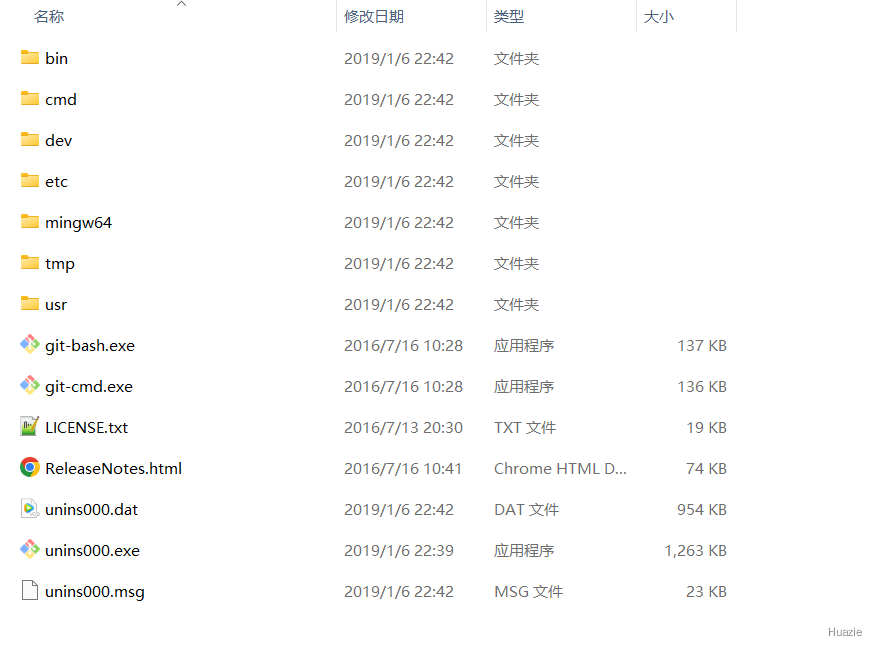 名称 修改日期 类型 大小
bin 2019/1/6 22:42 文件夹
cmd 2019/1/6 22:42 文件夹
dev 2019/1/6 22:42 文件夹
etc 2019/1/6 22:42 文件夹
mingw64 2019/1/6 22:42 文件夹
tmp 2019/1/6 22:42 文件夹
usr 2019/1/6 22:42 文件夹
git-bash.exe 2016/7/16 10:28 应用程序 137 KB
git-cmd.exe 2016/7/16 10:28 应用程序 136 KB
LICENSE.txt 2016/7/13 20:30 TXT 文件 19 KB
ReleaseNotes.html 2016/7/16 10:41 Chrome HTML D... 74 KB
unins000.dat 2019/1/6 22:42 DAT 文件 954 KB
unins000.exe 2019/1/6 22:39 应用程序 1,263 KB
unins000.msg 2019/1/6 22:42 MSG 文件 23 KB
Huazie